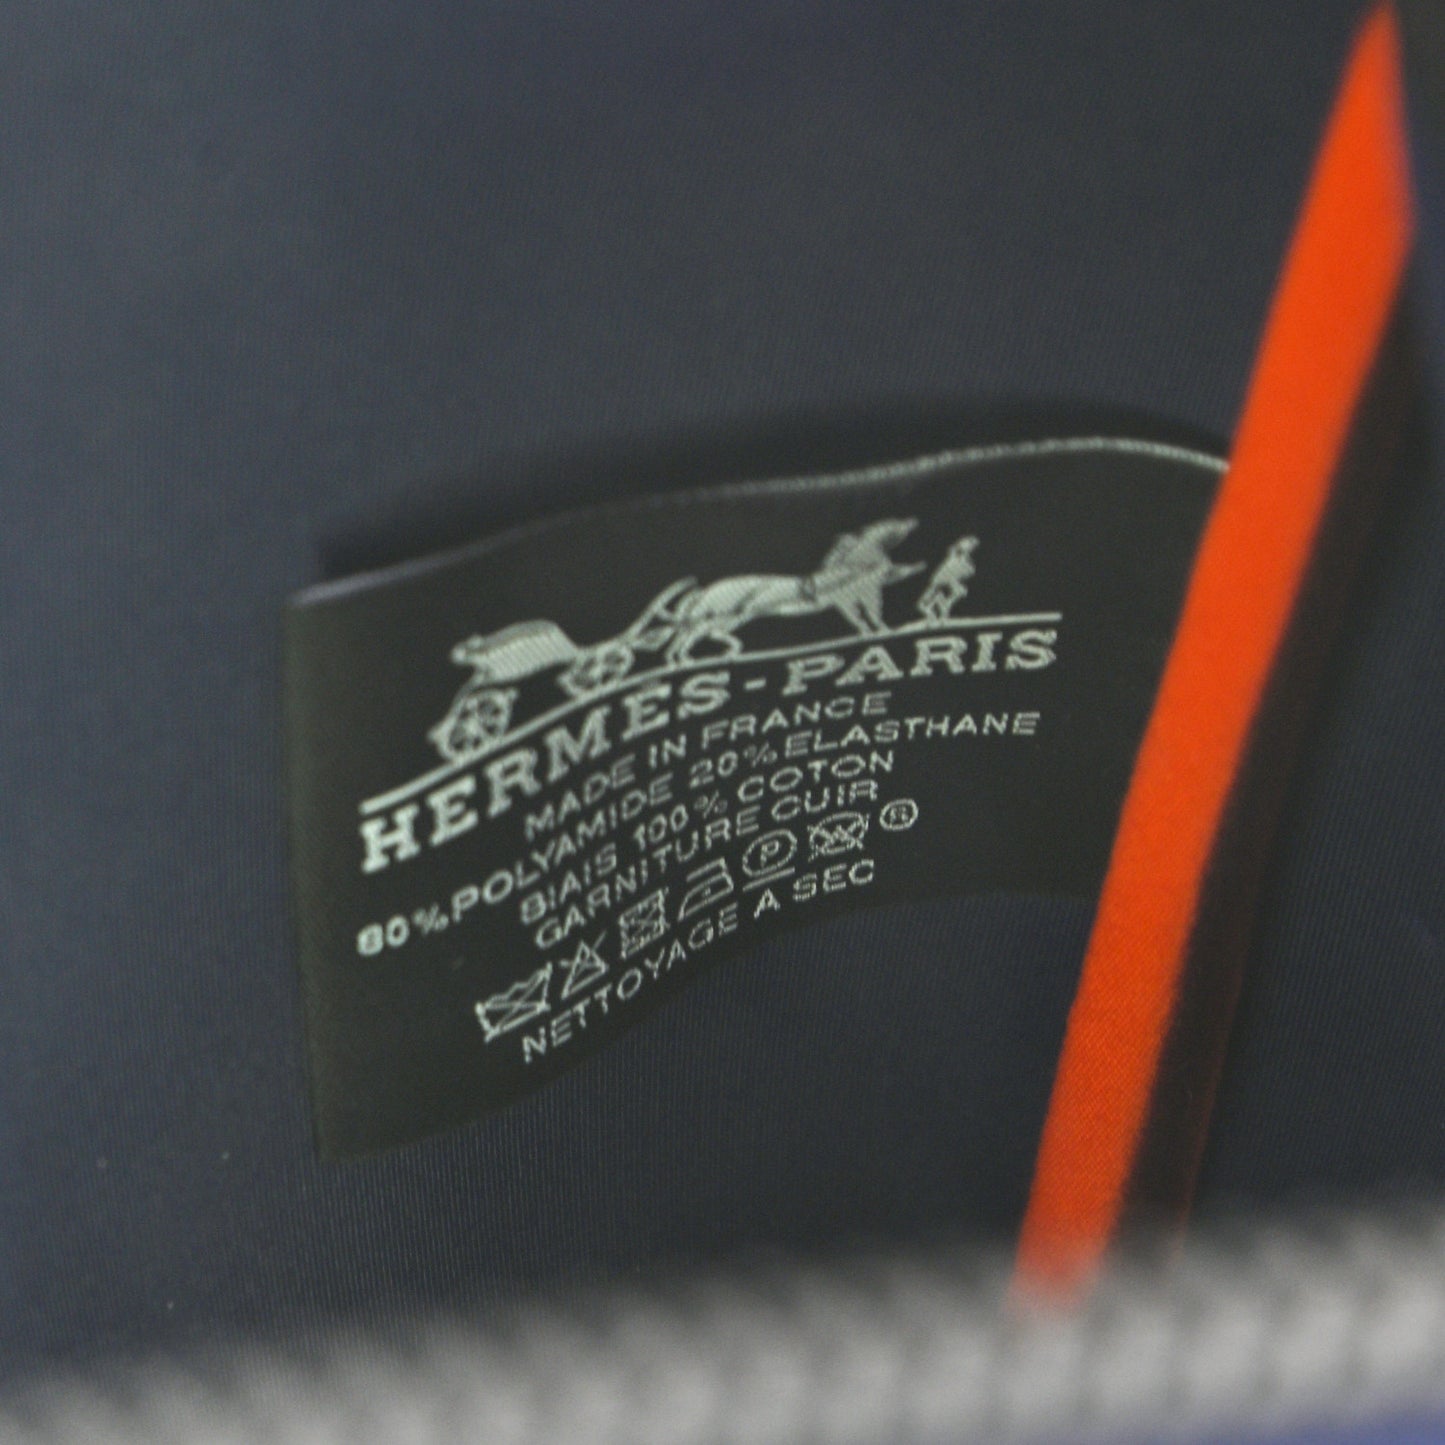 HERMES-PARIS
MADE IN FRANCE
80% POLYAMIDE 20% ELASTHANE
BIAIS 100% COTON
GARNITURE CUIR
P ®
NETTOYAGE A SEC